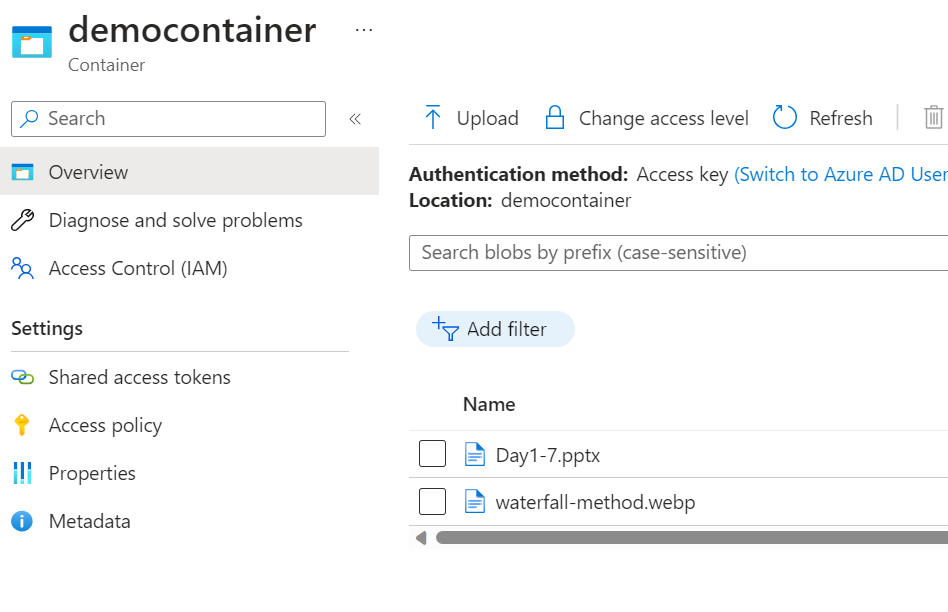 democontainer ...
Container
Search «
Overview
Diagnose and solve problems
Access Control (IAM)
Settings
Shared access tokens
Access policy
Properties
Metadata
Upload Change access level Refresh
Authentication method: Access key (Switch to Azure AD User
Location: democontainer
Search blobs by prefix (case-sensitive)
Add filter
Name
Day1-7.pptx
waterfall-method.webp